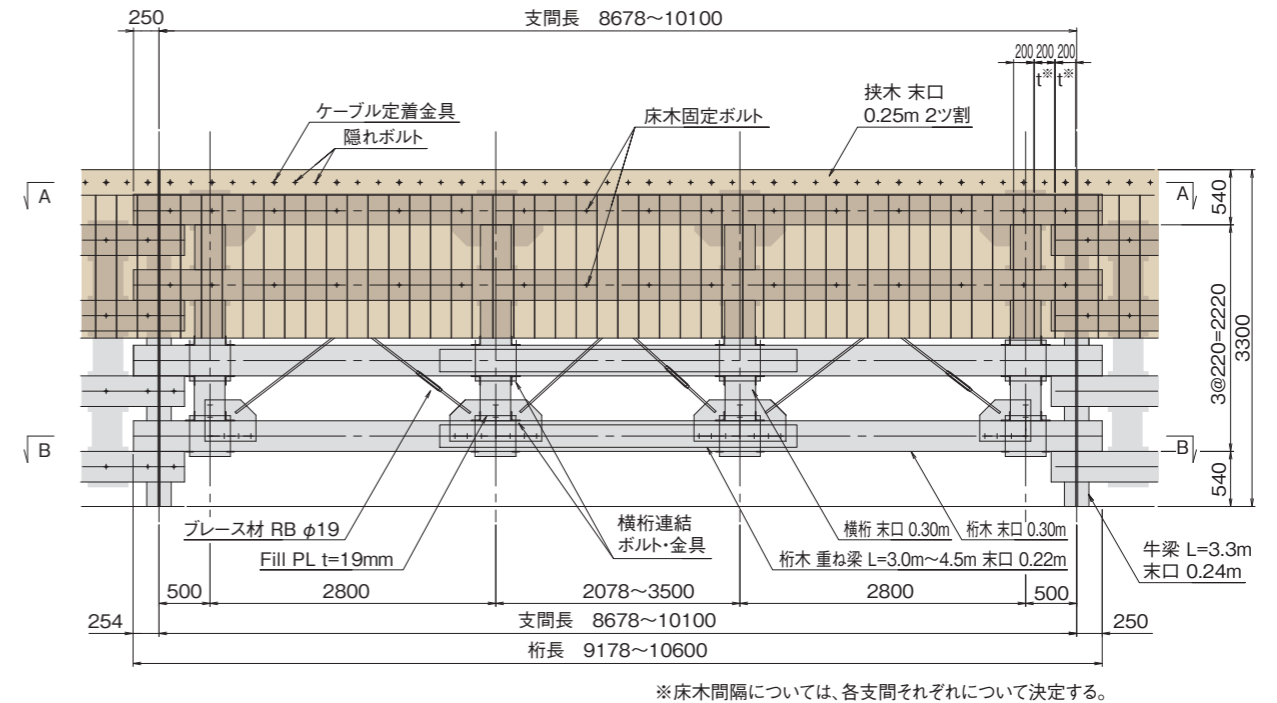 250
支間長 8678～10100
200 200 200
t※ t※
挟木 末口
0.25m 2ツ割
ケーブル定着金具
床木固定ボルト
隠れボルト
A
A
540
3@2220=2220
3300
B
B
540
ブレース材 RB φ19
横桁連結
ボルト・金具
横桁 末口 0.30m
桁木 末口 0.30m
Fill PL t=19mm
桁木 重ね梁 L=3.0m～4.5m 末口 0.22m
牛梁 L=3.3m
末口 0.24m
500
2800
2078～3500
2800
500
254
支間長 8678～10100
250
桁長 9178～10600
※床木間隔については、各支間それぞれについて決定する。